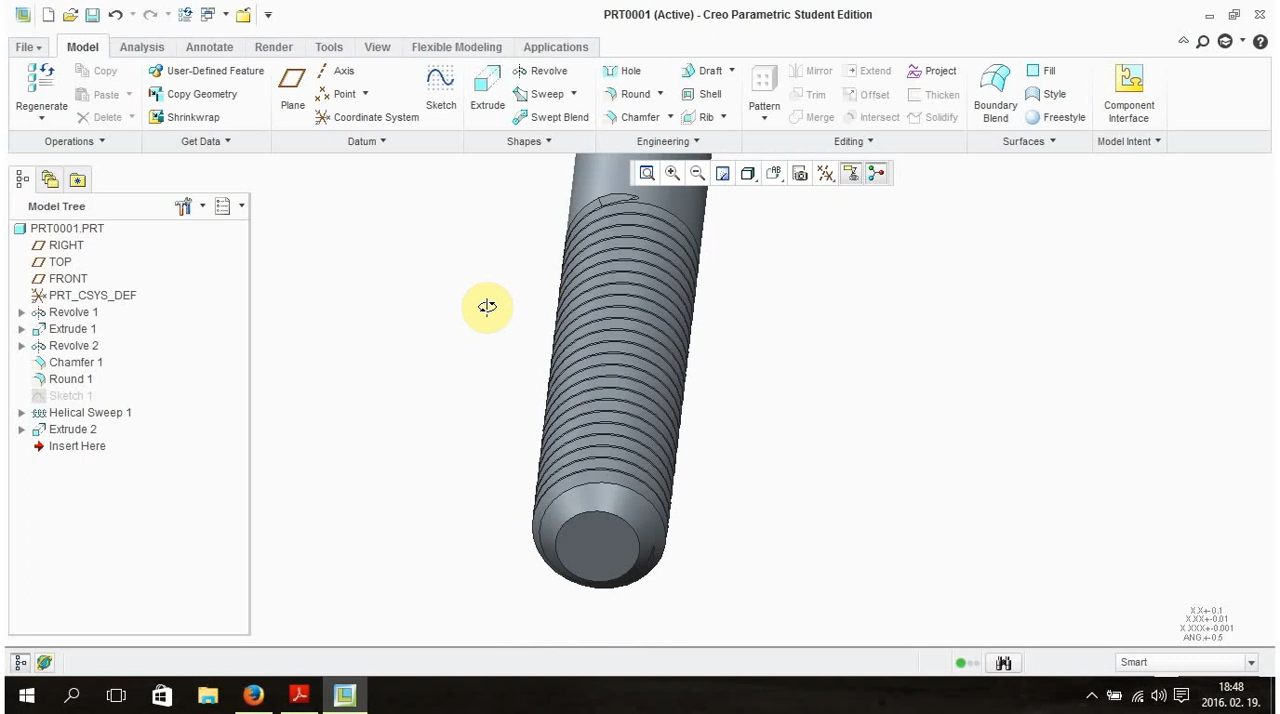 PRT0001 (Active) - Creo Parametric Student Edition
File Model Analysis Annotate Render Tools View Flexible Modeling Applications
Regenerate Copy Paste Delete
User-Defined Feature Copy Geometry Shrinkwrap
Plane Axis Point Coordinate System Sketch
Extrude Revolve Sweep Swept Blend
Hole Round Chamfer Draft Shell Rib
Pattern Mirror Trim Merge Extend Offset Intersect Project Thicken Solidify
Boundary Blend Fill Style Freestyle
Component Interface
Operations Get Data Datum Shapes Engineering Editing Surfaces Model Intent
Model Tree
PRT0001.PRT
RIGHT
TOP
FRONT
PRT_CSYS_DEF
Revolve 1
Extrude 1
Revolve 2
Chamfer 1
Round 1
Sketch 1
Helical Sweep 1
Extrude 2
Insert Here
X.X+-0.1
X.XX+-0.01
X.XXX+-0.001
ANG.+-0.5
Smart
18:48
2016. 02. 19.